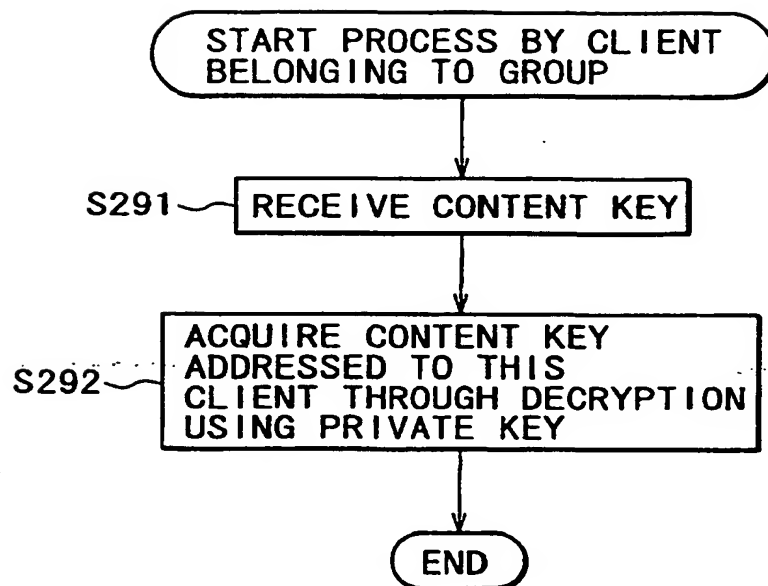 START PROCESS BY CLIENT
BELONGING TO GROUP
S291
RECEIVE CONTENT KEY
S292
ACQUIRE CONTENT KEY
ADDRESSED TO THIS
CLIENT THROUGH DECRYPTION
USING PRIVATE KEY
END